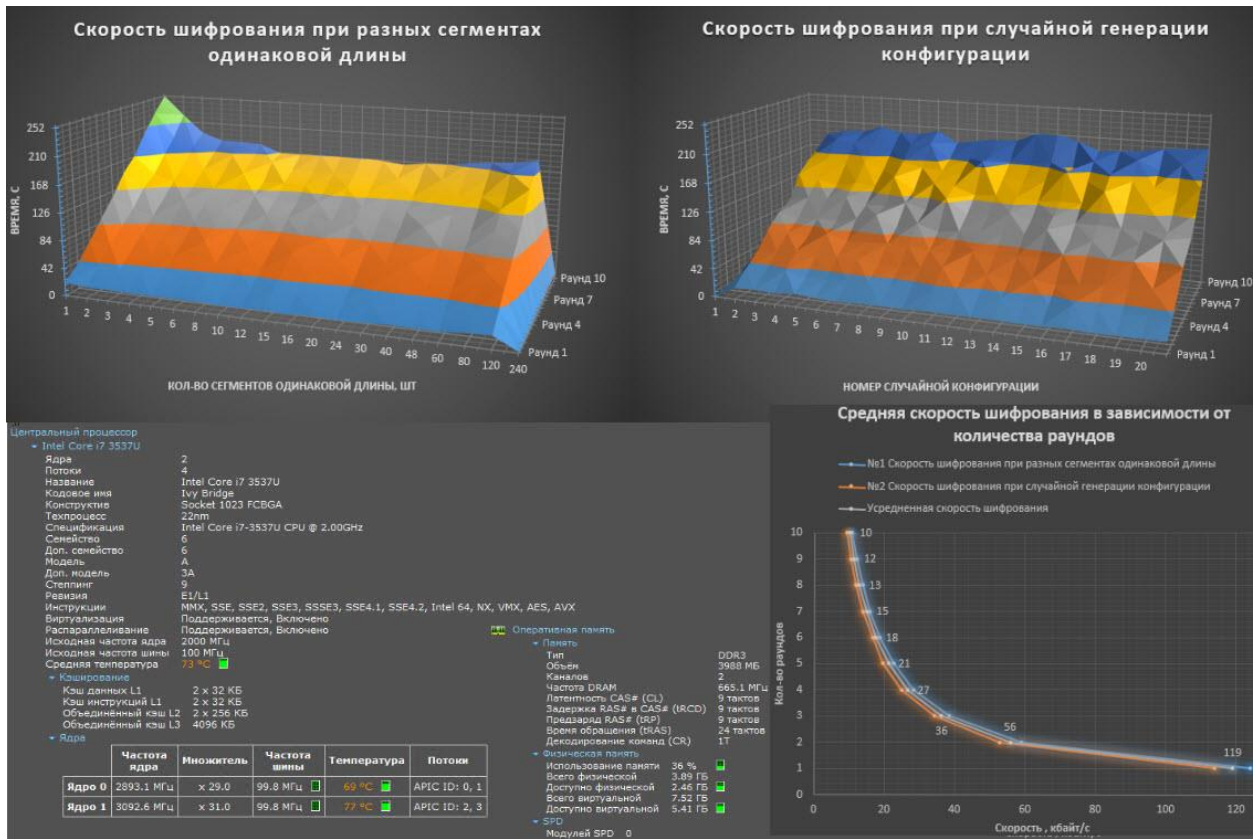 Скорость шифрования при разных сегментах
одинаковой длины
252
210
168
126
84
42
0
ВРЕМЯ, С
1 2 3 4 5 6 8 10 12 15 16 20 24 30 40 48 60 80 120 240
Раунд 10
Раунд 7
Раунд 4
Раунд 1
КОЛ-ВО СЕГМЕНТОВ ОДИНАКОВОЙ ДЛИНЫ, ШТ
Скорость шифрования при случайной генерации
конфигурации
252
210
168
126
84
42
0
ВРЕМЯ, С
1 2 3 4 5 6 7 8 9 10 11 12 13 14 15 16 17 18 19 20
Раунд 10
Раунд 7
Раунд 4
Раунд 1
НОМЕР СЛУЧАЙНОЙ КОНФИГУРАЦИИ
Центральный процессор
Intel Core i7 3537U
Ядра 2
Потоки 4
Название Intel Core i7 3537U
Кодовое имя Ivy Bridge
Конструктив Socket 1023 FCBGA
Техпроцесс 22nm
Спецификация Intel Core i7-3537U CPU @ 2.00GHz
Семейство 6
Доп. семейство 6
Модель A
Доп. модель 3A
Степпинг 9
Ревизия E1/L1
Инструкции MMX, SSE, SSE2, SSE3, SSSE3, SSE4.1, SSE4.2, Intel 64, NX, VMX, AES, AVX
Виртуализация Поддерживается, Включено
Распараллеливание Поддерживается, Включено
Исходная частота ядра 2000 МГц
Исходная частота шины 100 МГц
Средняя температура 73 °C
Кэширование
Кэш данных L1 2 x 32 КБ
Кэш инструкций L1 2 x 32 КБ
Объединённый кэш L2 2 x 256 КБ
Объединённый кэш L3 4096 КБ
Ядра
Частота ядра Множитель Частота шины Температура Потоки
Ядро 0 2893.1 МГц x 29.0 99.8 МГц 69 °C APIC ID: 0, 1
Ядро 1 3092.6 МГц x 31.0 99.8 МГц 77 °C APIC ID: 2, 3
Оперативная память
Память
Тип DDR3
Объём 3988 МБ
Каналов 2
Частота DRAM 665.1 МГц
Латентность CAS# (CL) 9 тактов
Задержка RAS# в CAS# (tRCD) 9 тактов
Предзаряд RAS# (tRP) 9 тактов
Время обращения (tRAS) 24 тактов
Декодирование команд (CR) 1T
Физическая память
Использование памяти 36 %
Всего физической 3.89 ГБ
Доступно физической 2.46 ГБ
Всего виртуальной 7.52 ГБ
Доступно виртуальной 5.41 ГБ
SPD
Модулей SPD 0
Средняя скорость шифрования в зависимости от
количества раундов
№1 Скорость шифрования при разных сегментах одинаковой длины
№2 Скорость шифрования при случайной генерации конфигурации
Усредненная скорость шифрования
Кол-во раундов
10 10
9 12
8 13
7 15
6 18
5 21
4 27
3 36
2 56
1 119
0
0 20 40 60 80 100 120
Скорость , кбайт/с